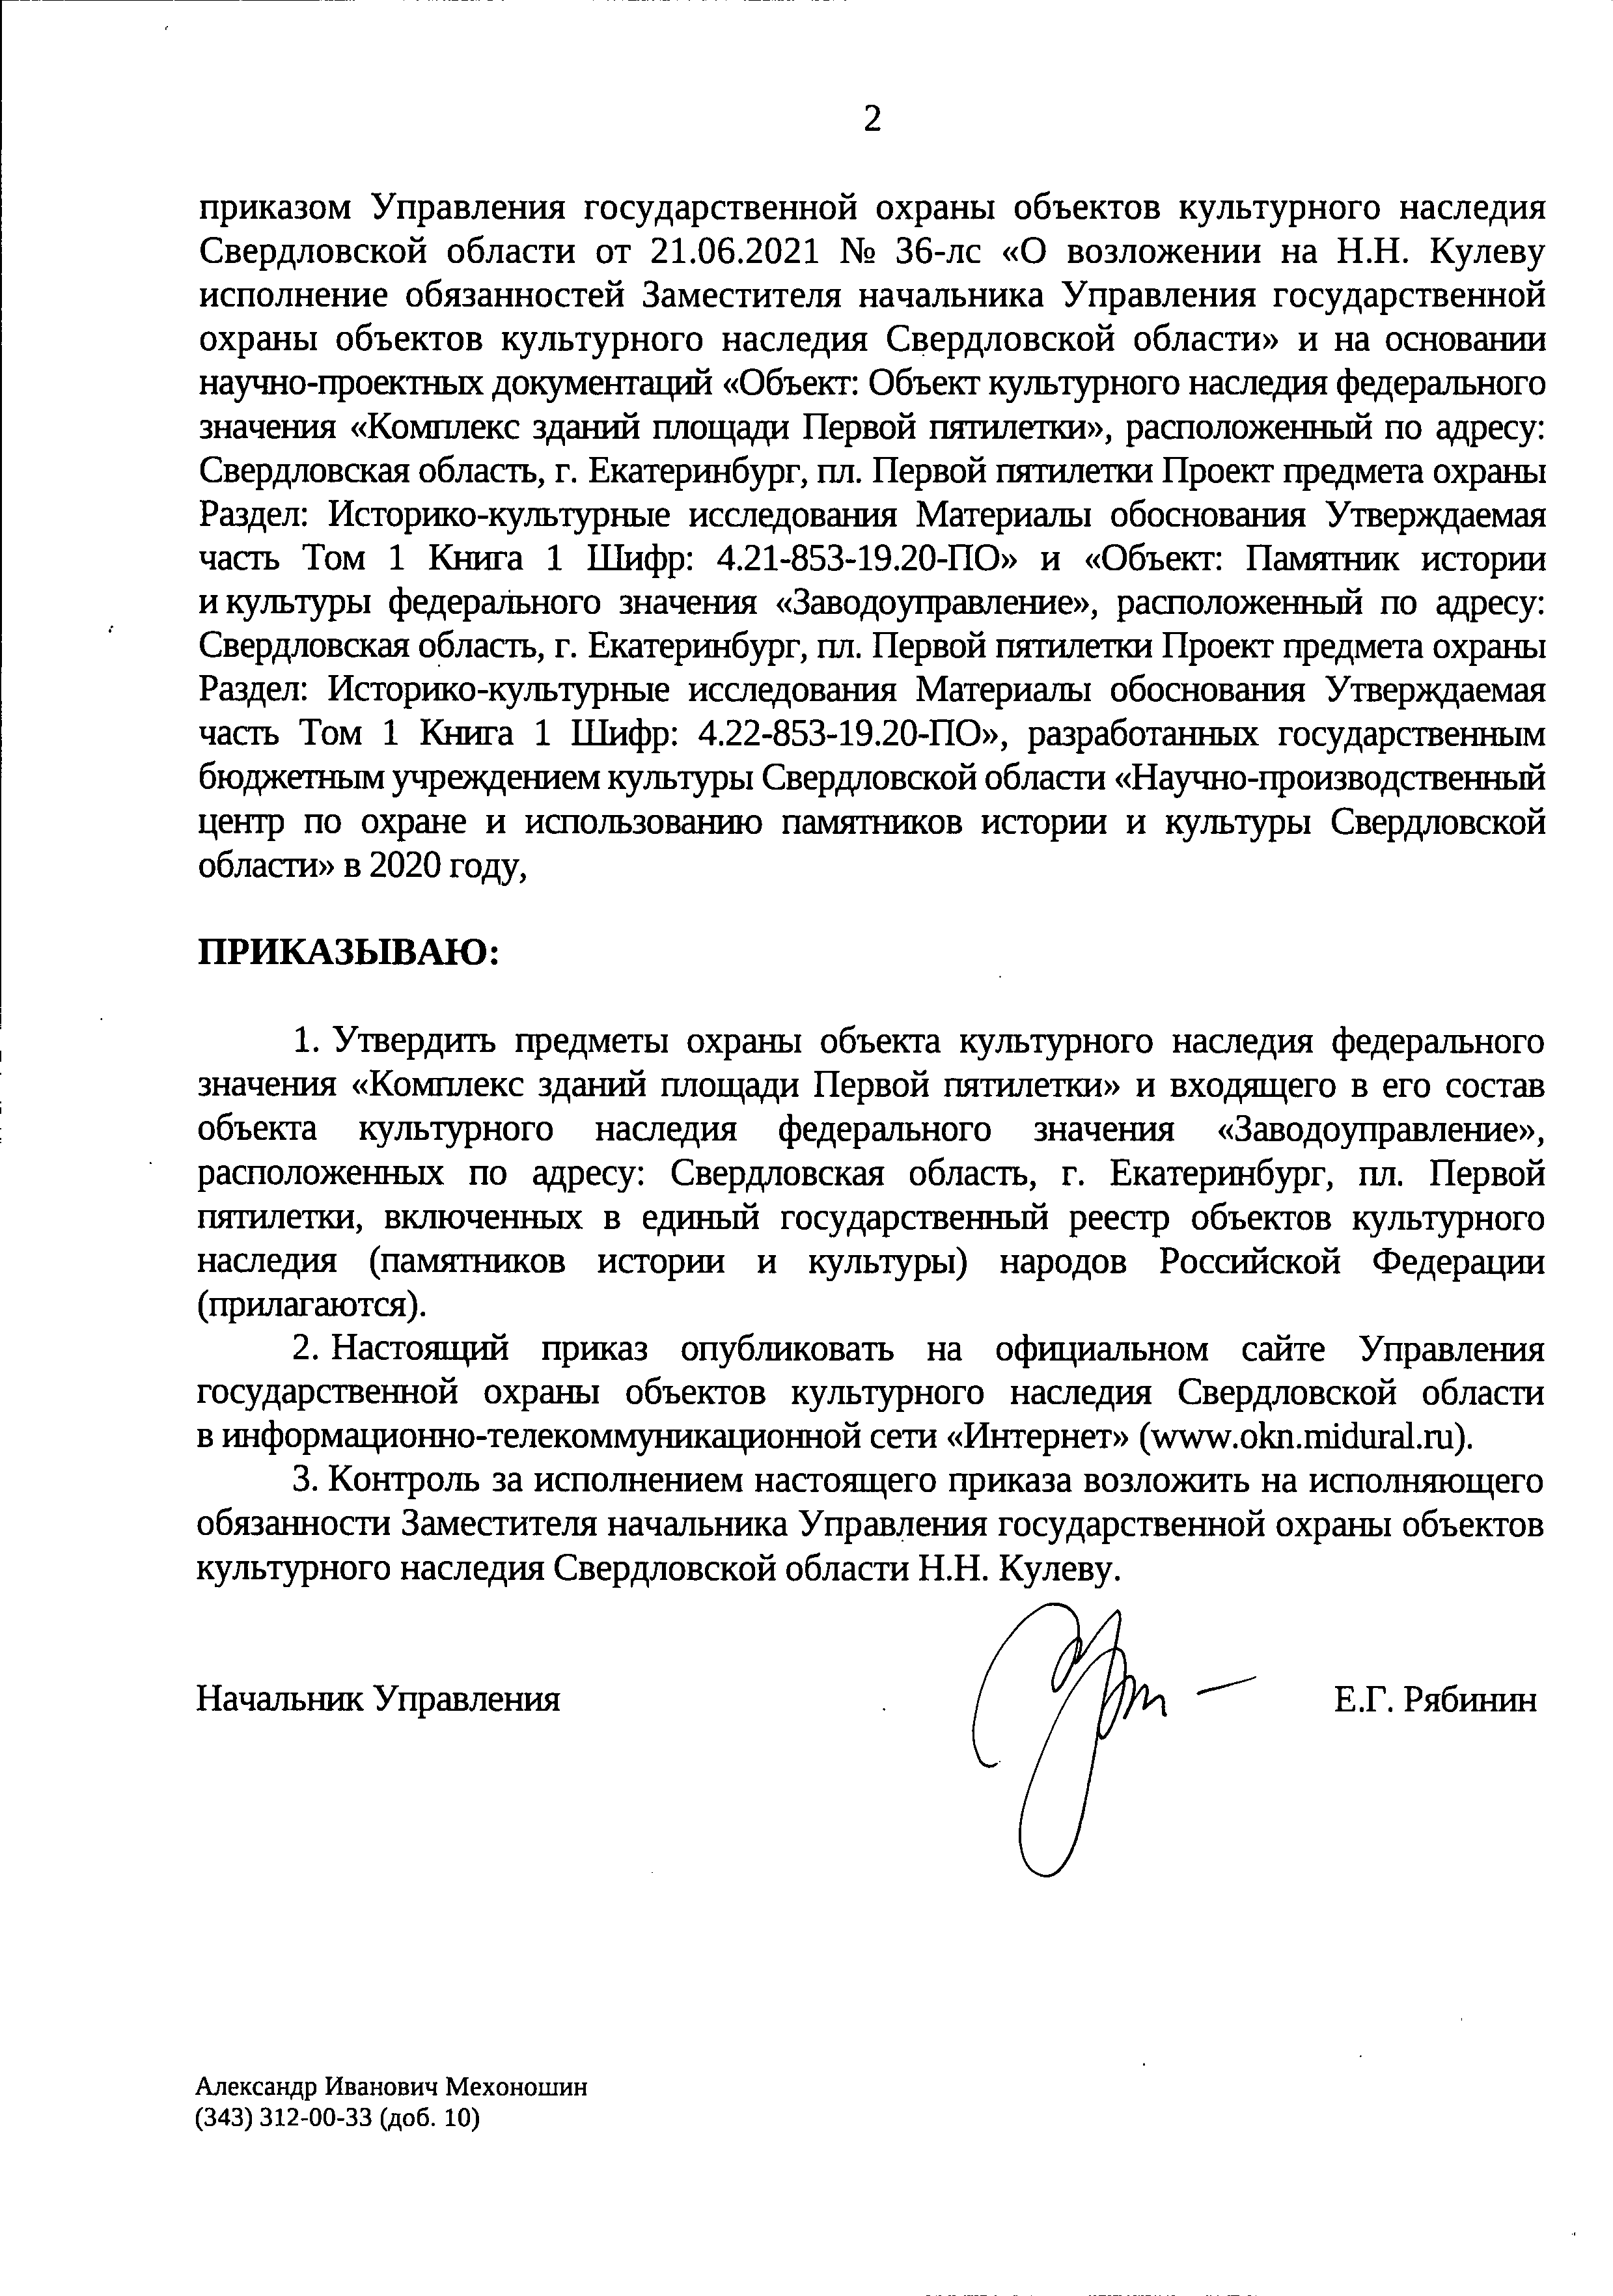 2
приказом Управления государственной охраны объектов культурного наследия
Свердловской области от 21.06.2021 № 36-лс «О возложении на Н.Н. Кулеву
исполнение обязанностей Заместителя начальника Управления государственной
охраны объектов культурного наследия Свердловской области» и на основании
научно-проектных документаций «Объект: Объект культурного наследия федерального
значения «Комплекс зданий площади Первой пятилетки», расположенный по адресу:
Свердловская область, г. Екатеринбург, пл. Первой пятилетки Проект предмета охраны
Раздел: Историко-культурные исследования Материалы обоснования Утверждаемая
часть Том 1 Книга 1 Шифр: 4.21-853-19.20-ПО» и «Объект: Памятник истории
и культуры федерального значения «Заводоуправление», расположенный по адресу:
Свердловская область, г. Екатеринбург, пл. Первой пятилетки Проект предмета охраны
Раздел: Историко-культурные исследования Материалы обоснования Утверждаемая
часть Том 1 Книга 1 Шифр: 4.22-853-19.20-ПО», разработанных государственным
бюджетным учреждением культуры Свердловской области «Научно-производственный
центр по охране и использованию памятников истории и культуры Свердловской
области» в 2020 году,
ПРИКАЗЫВАЮ:
1. Утвердить предметы охраны объекта культурного наследия федерального
значения «Комплекс зданий площади Первой пятилетки» и входящего в его состав
объекта культурного наследия федерального значения «Заводоуправление»,
расположенных по адресу: Свердловская область, г. Екатеринбург, пл. Первой
пятилетки, включенных в единый государственный реестр объектов культурного
наследия (памятников истории и культуры) народов Российской Федерации
(прилагаются).
2. Настоящий приказ опубликовать на официальном сайте Управления
государственной охраны объектов культурного наследия Свердловской области
в информационно-телекоммуникационной сети «Интернет» (www.okn.midural.ru).
3. Контроль за исполнением настоящего приказа возложить на исполняющего
обязанности Заместителя начальника Управления государственной охраны объектов
культурного наследия Свердловской области Н.Н. Кулеву.
Начальник Управления Е.Г. Рябинин
Александр Иванович Мехоношин
(343) 312-00-33 (доб. 10)